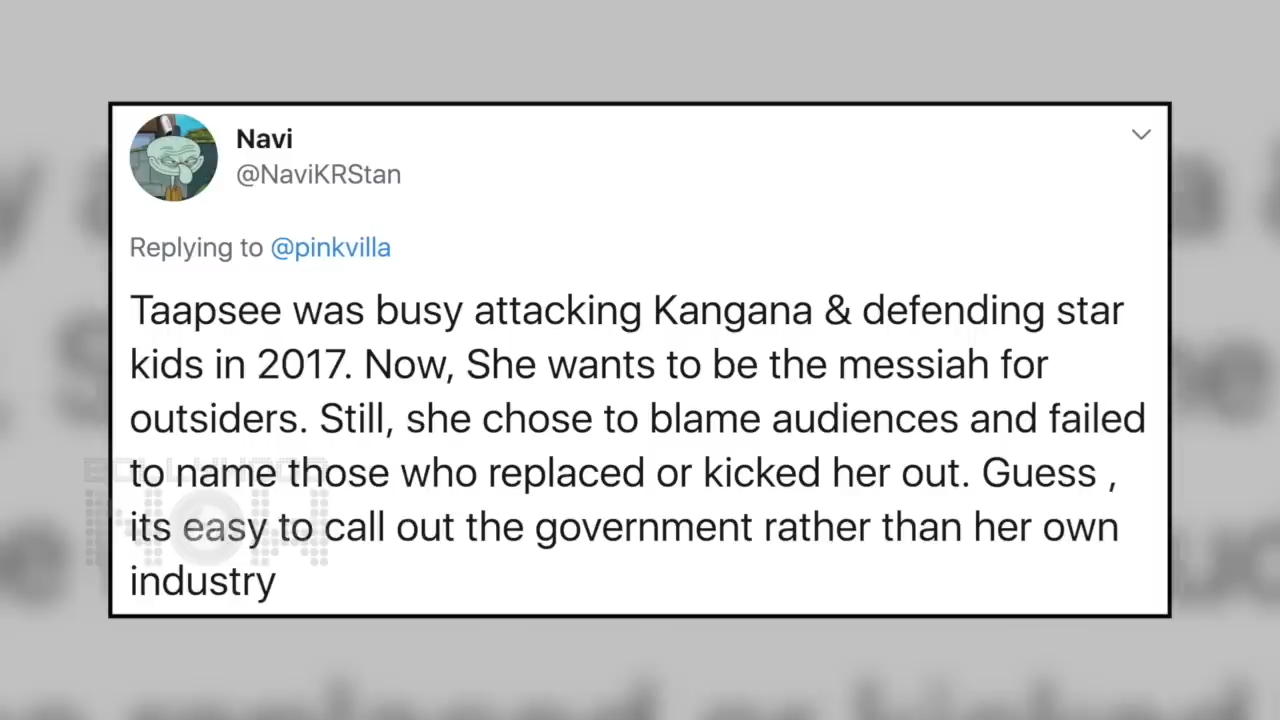 Navi
@NaviKRStan
Replying to @pinkvilla
Taapsee was busy attacking Kangana & defending star
kids in 2017. Now, She wants to be the messiah for
outsiders. Still, she chose to blame audiences and failed
to name those who replaced or kicked her out. Guess ,
its easy to call out the government rather than her own
industry
BOLLYWOOD
NOW